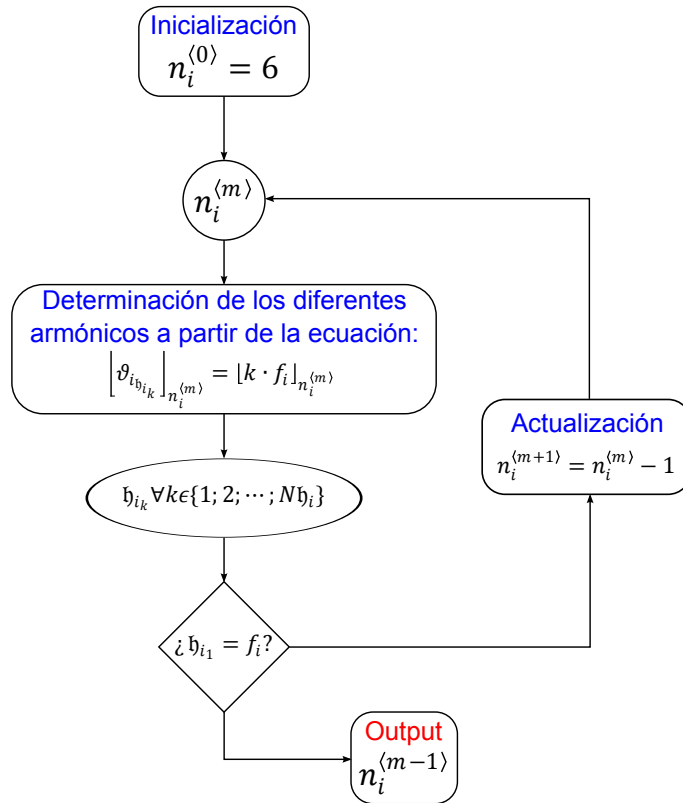 Inicialización
n_i^{⟨0⟩} = 6
n_i^{⟨m⟩}
Determinación de los diferentes
armónicos a partir de la ecuación:
⌊ϑ_{i_{𝔥_{i_k}}}⌋_{n_i^{⟨m⟩}} = ⌊k · f_i⌋_{n_i^{⟨m⟩}}
𝔥_{i_k} ∀kϵ{1; 2; ⋯ ; N𝔥_i}
¿ 𝔥_{i_1} = f_i?
Actualización
n_i^{⟨m+1⟩} = n_i^{⟨m⟩} − 1
Output
n_i^{⟨m−1⟩}